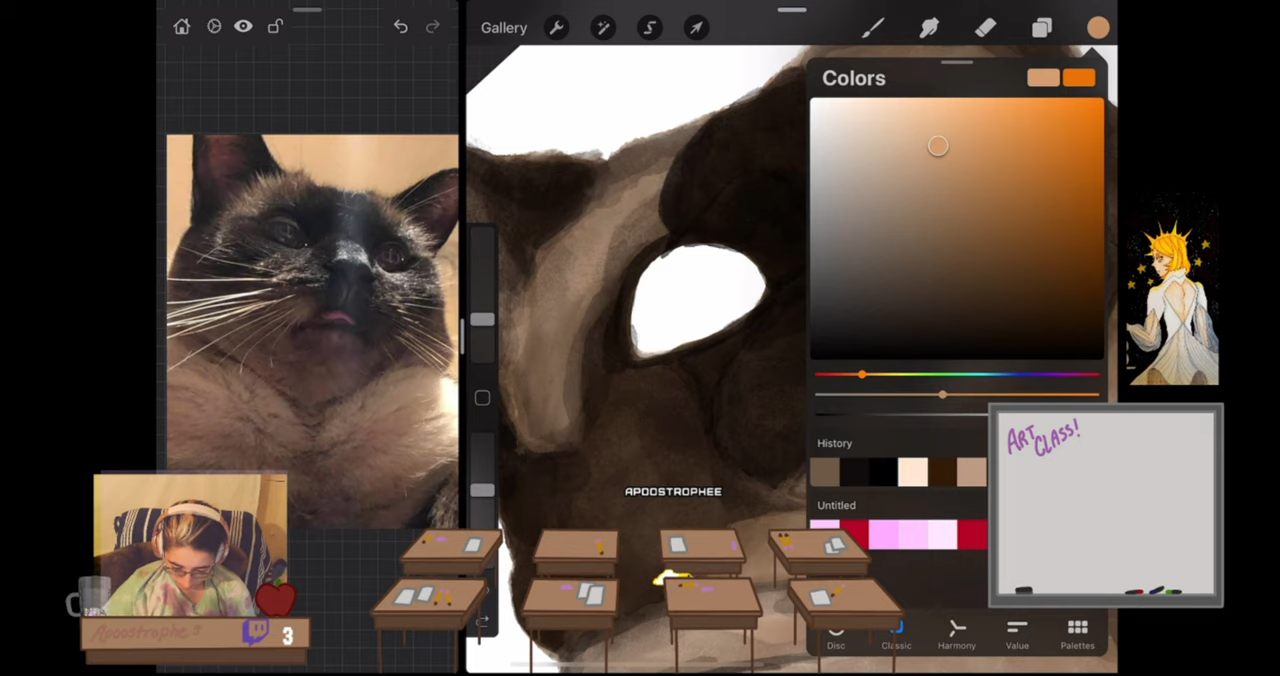 Gallery
Colors
History
Untitled
Disc
Classic
Harmony
Value
Palettes
ART
CLASS!
APOOSTROPHEE
3